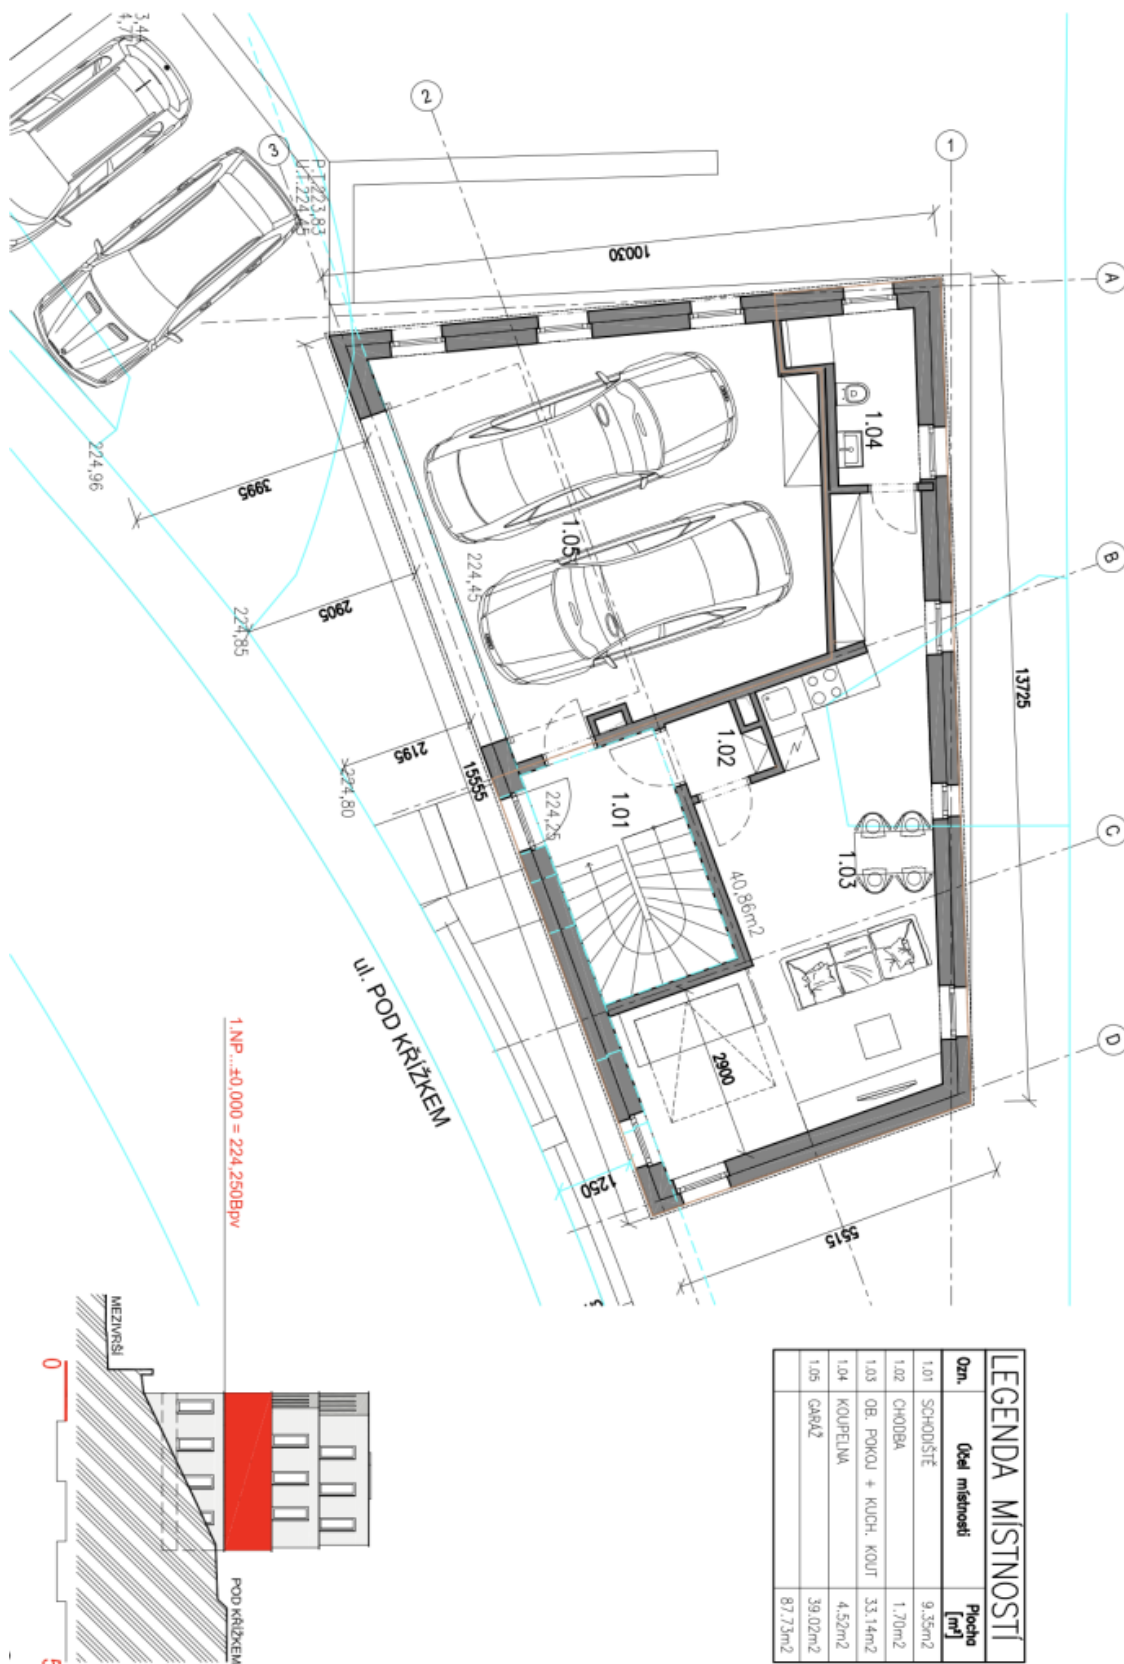 3
2
1
A
B
C
D
P.T.223,83
U.T.224,45
10030
13725
15555
5515
3995
2905
2195
1250
2900
224,96
224,85
224,80
224,45
224,25
1.01
1.02
1.03
1.04
1.05
40,86m2
ul. POD KŘÍŽKEM
1.NP...±0,000 = 224,250Bpv
MEZIVRŠÍ
POD KŘÍŽKEM
0
LEGENDA MÍSTNOSTÍ
Ozn. Účel místnosti Plocha [m²]
1.01 SCHODIŠTĚ 9.35m2
1.02 CHODBA 1.70m2
1.03 OB. POKOJ + KUCH. KOUT 33.14m2
1.04 KOUPELNA 4.52m2
1.05 GARÁŽ 39.02m2
87.73m2